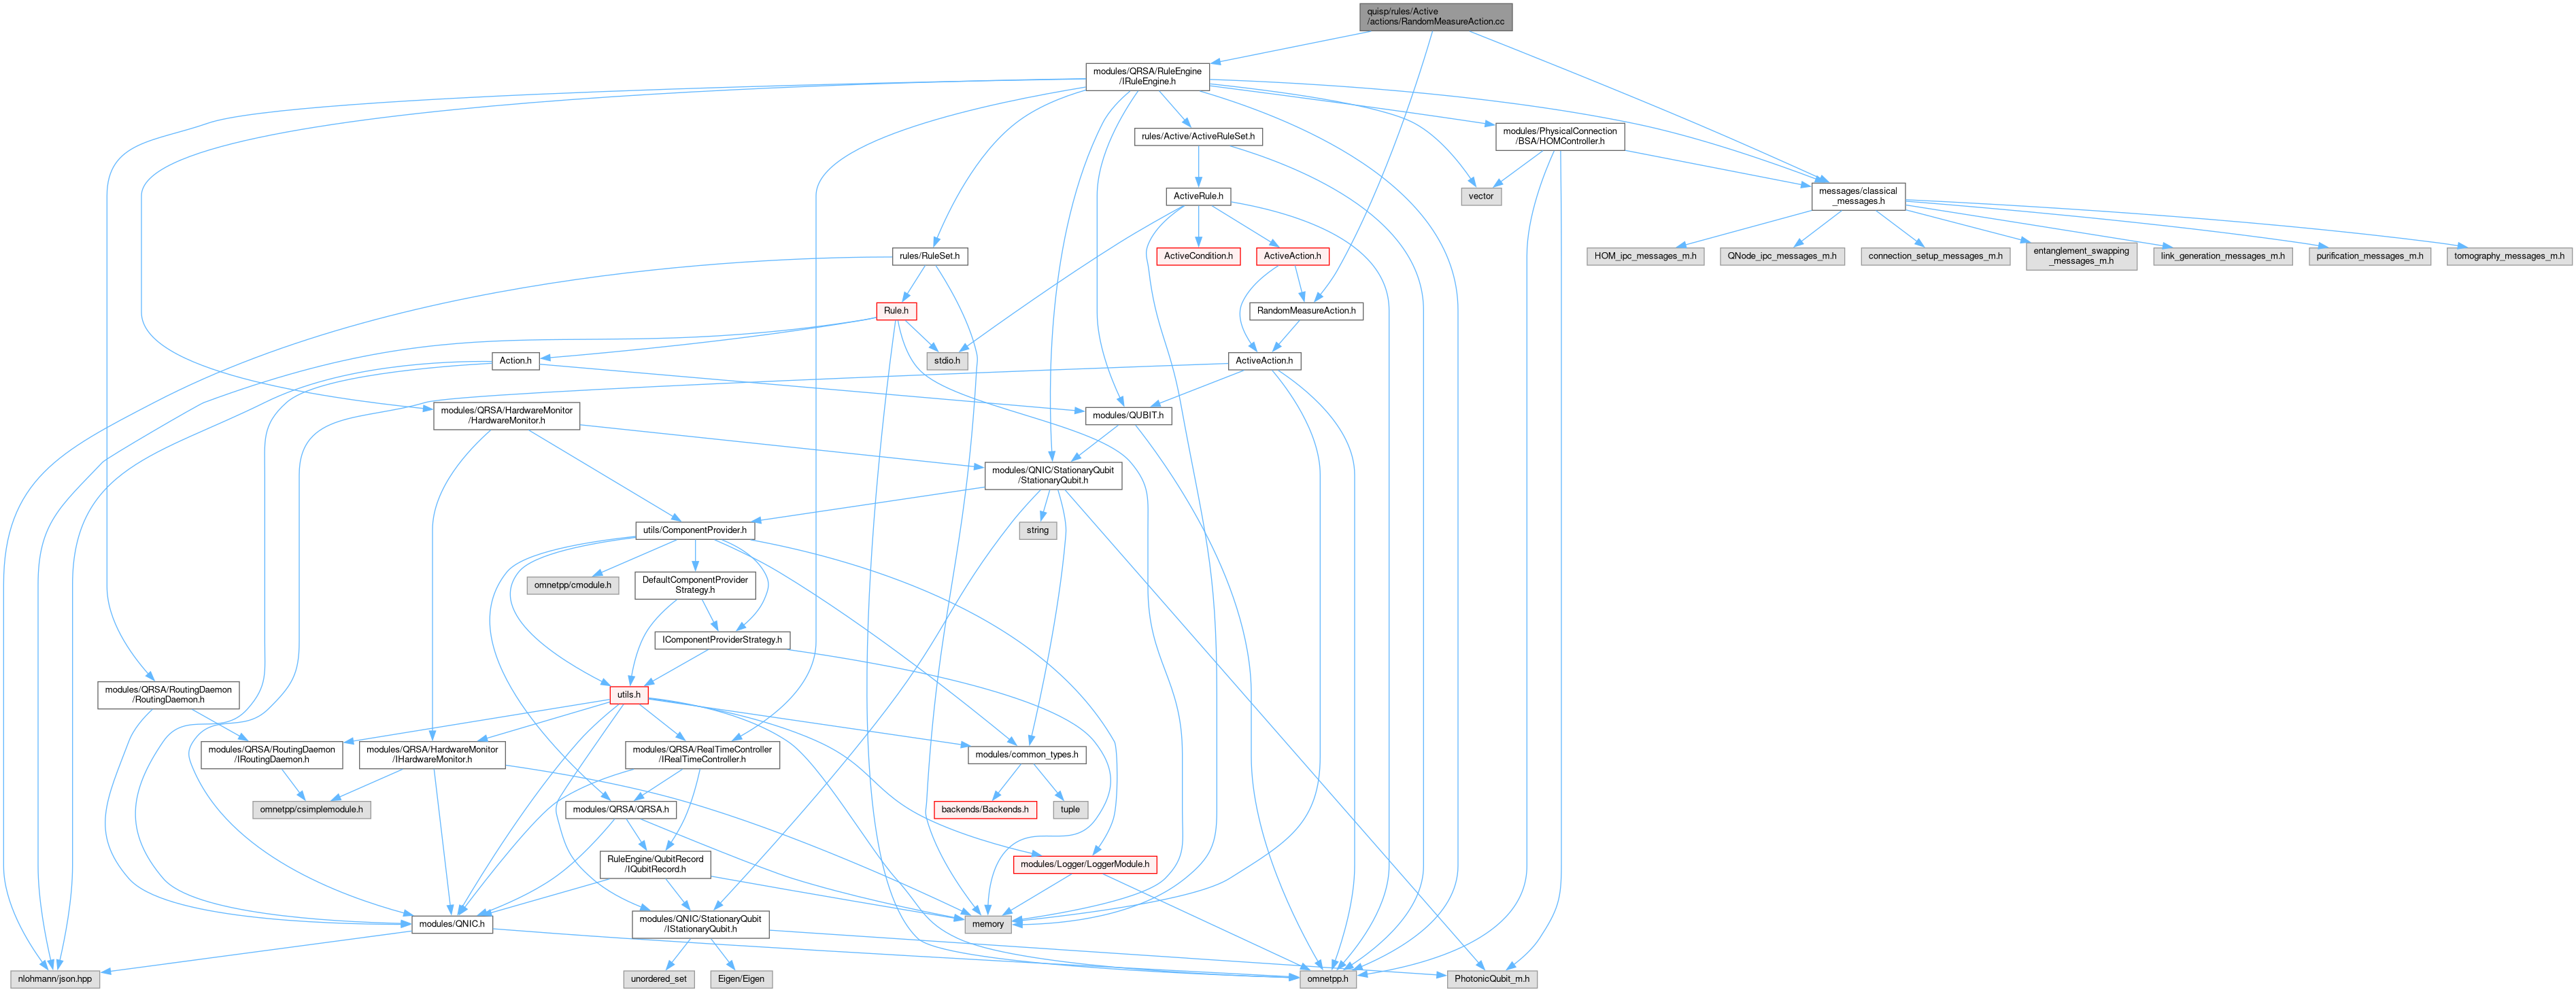 quisp/rules/Active
/actions/RandomMeasureAction.cc
modules/QRSA/RuleEngine
/IRuleEngine.h
rules/Active/ActiveRuleSet.h
modules/PhysicalConnection
/BSA/HOMController.h
ActiveRule.h
vector
messages/classical
_messages.h
rules/RuleSet.h
ActiveCondition.h
ActiveAction.h
HOM_ipc_messages_m.h
QNode_ipc_messages_m.h
connection_setup_messages_m.h
entanglement_swapping
_messages_m.h
link_generation_messages_m.h
purification_messages_m.h
tomography_messages_m.h
Rule.h
RandomMeasureAction.h
Action.h
stdio.h
ActiveAction.h
modules/QRSA/HardwareMonitor
/HardwareMonitor.h
modules/QUBIT.h
modules/QNIC/StationaryQubit
/StationaryQubit.h
utils/ComponentProvider.h
string
omnetpp/cmodule.h
DefaultComponentProvider
Strategy.h
IComponentProviderStrategy.h
modules/QRSA/RoutingDaemon
/RoutingDaemon.h
utils.h
modules/QRSA/RoutingDaemon
/IRoutingDaemon.h
modules/QRSA/HardwareMonitor
/IHardwareMonitor.h
modules/QRSA/RealTimeController
/IRealTimeController.h
modules/common_types.h
omnetpp/csimplemodule.h
modules/QRSA/QRSA.h
backends/Backends.h
tuple
RuleEngine/QubitRecord
/IQubitRecord.h
modules/Logger/LoggerModule.h
modules/QNIC.h
modules/QNIC/StationaryQubit
/IStationaryQubit.h
memory
nlohmann/json.hpp
unordered_set
Eigen/Eigen
omnetpp.h
PhotonicQubit_m.h